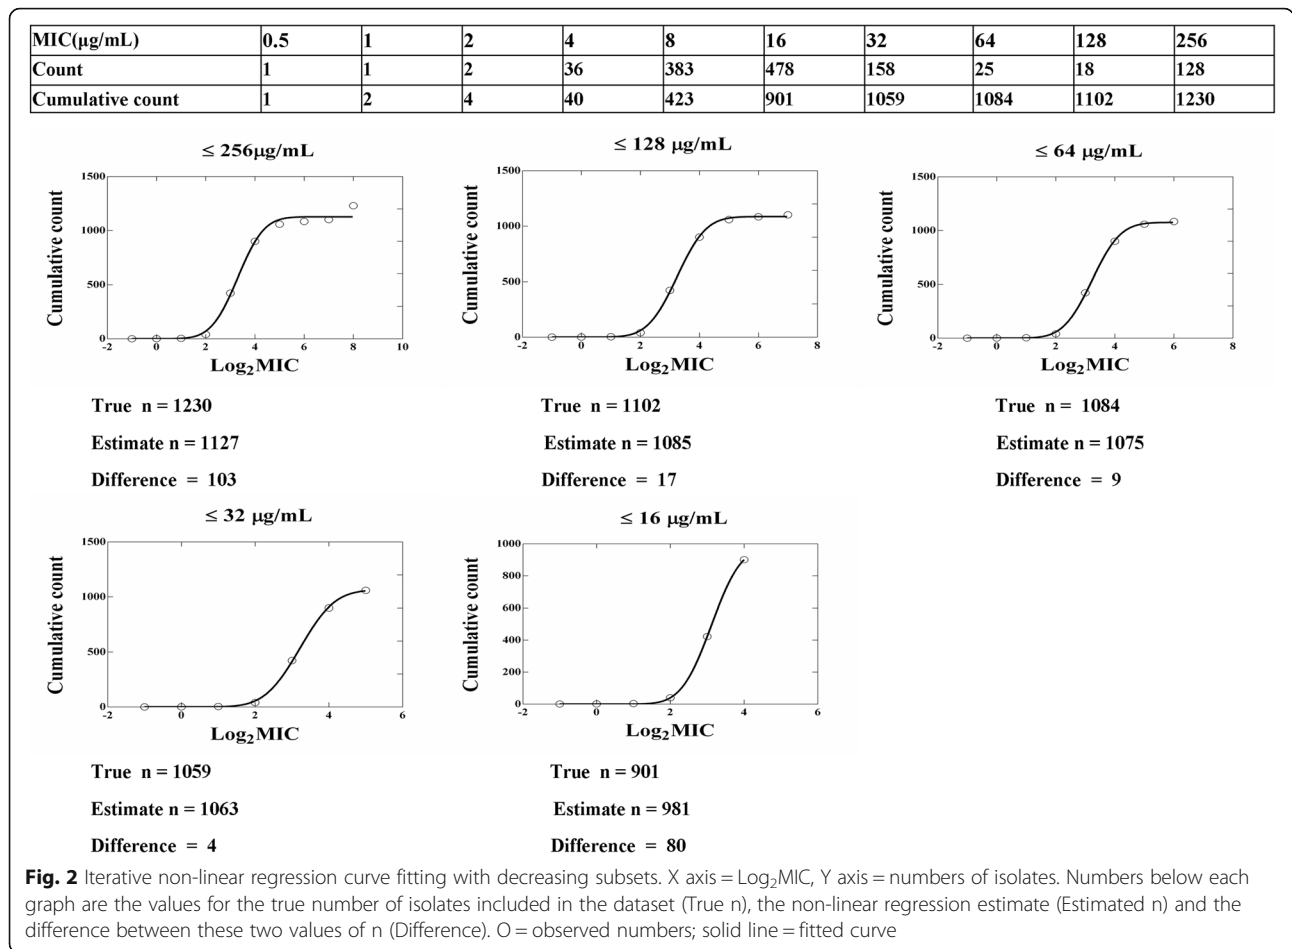 MIC(μg/mL) 0.5 1 2 4 8 16 32 64 128 256
Count 1 1 2 36 383 478 158 25 18 128
Cumulative count 1 2 4 40 423 901 1059 1084 1102 1230
≤ 256μg/mL
Cumulative count
1500
1000
500
0
-2 0 2 4 6 8 10
Log₂MIC
True n = 1230
Estimate n = 1127
Difference = 103
≤ 128 μg/mL
Cumulative count
1500
1000
500
0
-2 0 2 4 6 8
Log₂MIC
True n = 1102
Estimate n = 1085
Difference = 17
≤ 64 μg/mL
Cumulative count
1500
1000
500
0
-2 0 2 4 6 8
Log₂MIC
True n = 1084
Estimate n = 1075
Difference = 9
≤ 32 μg/mL
Cumulative count
1500
1000
500
0
-2 0 2 4 6
Log₂MIC
True n = 1059
Estimate n = 1063
Difference = 4
≤ 16 μg/mL
Cumulative count
1000
800
600
400
200
0
-2 0 2 4 6
Log₂MIC
True n = 901
Estimate n = 981
Difference = 80
Fig. 2 Iterative non-linear regression curve fitting with decreasing subsets. X axis = Log₂MIC, Y axis = numbers of isolates. Numbers below each
graph are the values for the true number of isolates included in the dataset (True n), the non-linear regression estimate (Estimated n) and the
difference between these two values of n (Difference). O = observed numbers; solid line = fitted curve